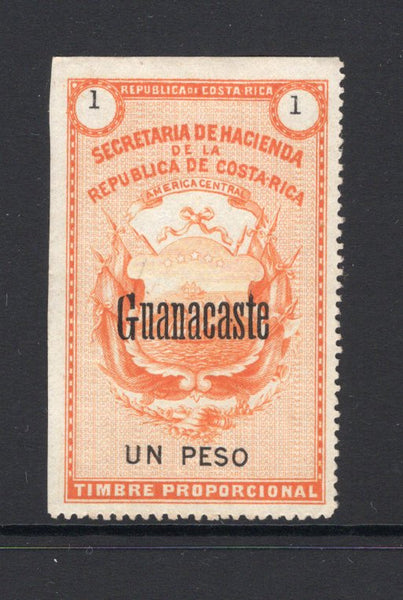 REPUBLICA DE COSTA RICA
1 1
SECRETARIA DE HACIENDA
DE LA
REPUBLICA DE COSTA-RICA
AMERICA CENTRAL
Guanacaste
UN PESO
TIMBRE PROPORCIONAL